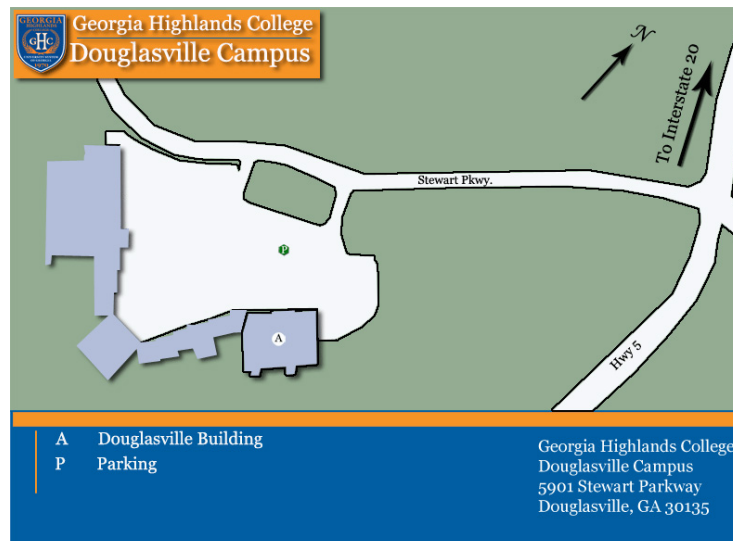 GEORGIA
HIGHLANDS
GHC
1970
Georgia Highlands College
Douglasville Campus
N
To Interstate 20
Stewart Pkwy.
P
A
Hwy 5
A Douglasville Building
P Parking
Georgia Highlands College
Douglasville Campus
5901 Stewart Parkway
Douglasville, GA 30135